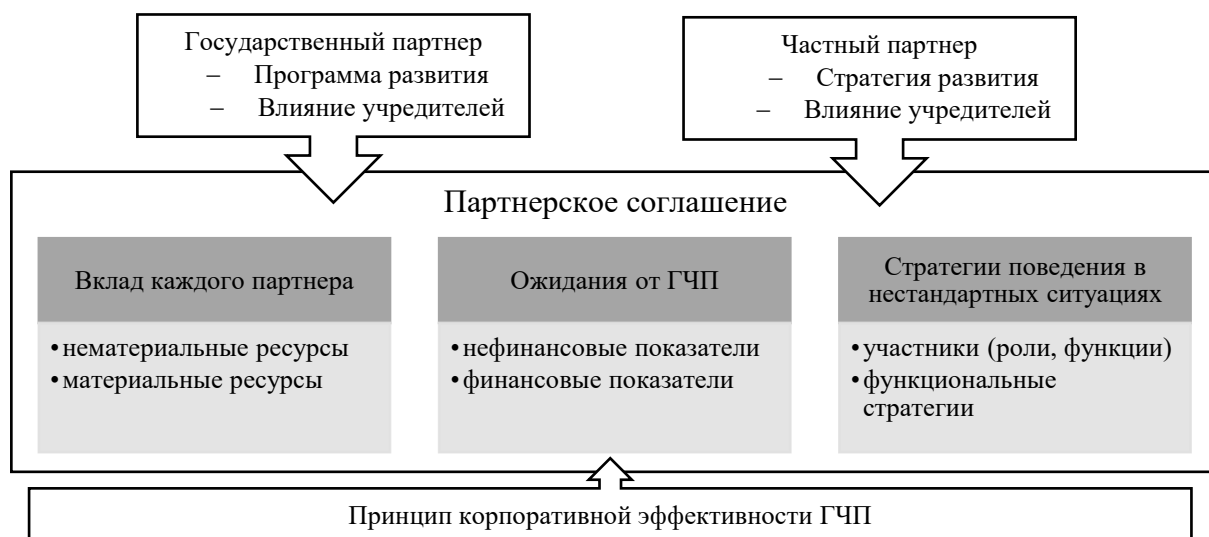 Государственный партнер
– Программа развития
– Влияние учредителей
Частный партнер
– Стратегия развития
– Влияние учредителей
Партнерское соглашение
Вклад каждого партнера
•нематериальные ресурсы
•материальные ресурсы
Ожидания от ГЧП
•нефинансовые показатели
•финансовые показатели
Стратегии поведения в
нестандартных ситуациях
•участники (роли, функции)
•функциональные
стратегии
Принцип корпоративной эффективности ГЧП